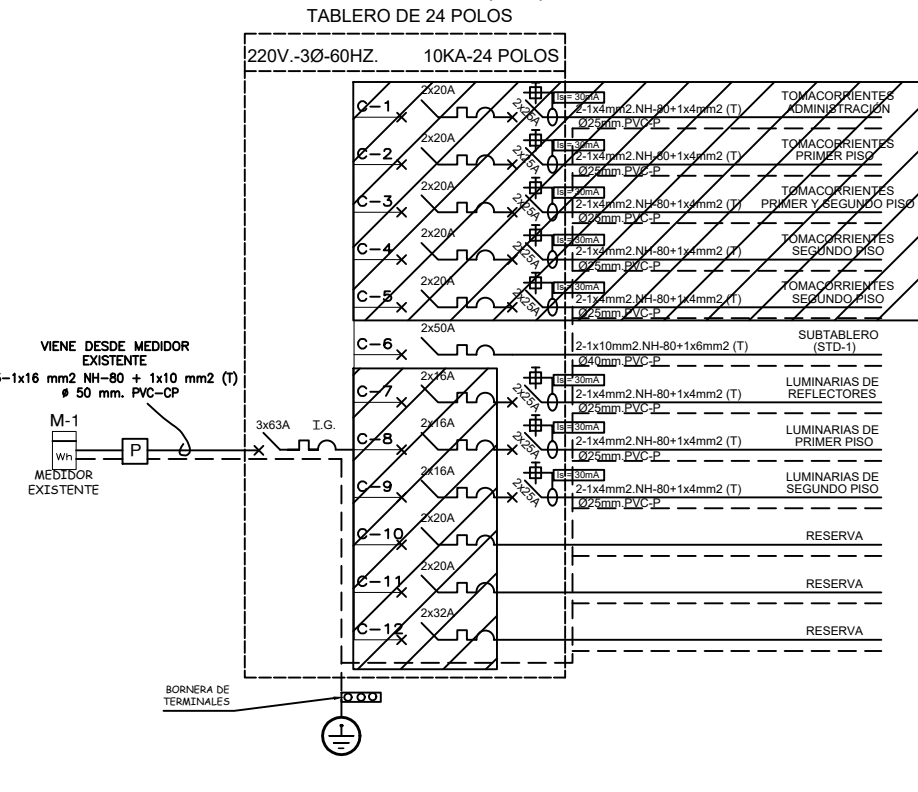 TABLERO DE 24 POLOS
220V.-3Ø-60HZ. 10KA-24 POLOS
C-1
2x20A
2x25A
Is = 30mA
2-1x4mm2.NH-80+1x4mm2 (T)
Ø25mm.PVC-P
TOMACORRIENTES
ADMINISTRACIÓN
C-2
2x20A
2x25A
Is = 30mA
2-1x4mm2.NH-80+1x4mm2 (T)
Ø25mm.PVC-P
TOMACORRIENTES
PRIMER PISO
C-3
2x20A
2x25A
Is = 30mA
2-1x4mm2.NH-80+1x4mm2 (T)
Ø25mm.PVC-P
TOMACORRIENTES
PRIMER Y SEGUNDO PISO
C-4
2x20A
2x25A
Is = 30mA
2-1x4mm2.NH-80+1x4mm2 (T)
Ø25mm.PVC-P
TOMACORRIENTES
SEGUNDO PISO
C-5
2x20A
2x25A
Is = 30mA
2-1x4mm2.NH-80+1x4mm2 (T)
Ø25mm.PVC-P
TOMACORRIENTES
SEGUNDO PISO
C-6
2x50A
2-1x10mm2.NH-80+1x6mm2 (T)
Ø40mm.PVC-P
SUBTABLERO
(STD-1)
VIENE DESDE MEDIDOR
EXISTENTE
-1x16 mm2 NH-80 + 1x10 mm2 (T)
ø 50 mm. PVC-CP
M-1
Wh
P
MEDIDOR
EXISTENTE
3x63A I.G.
C-7
2x16A
2x25A
Is = 30mA
2-1x4mm2.NH-80+1x4mm2 (T)
Ø25mm.PVC-P
LUMINARIAS DE
REFLECTORES
C-8
2x16A
2x25A
Is = 30mA
2-1x4mm2.NH-80+1x4mm2 (T)
Ø25mm.PVC-P
LUMINARIAS DE
PRIMER PISO
C-9
2x16A
2x25A
Is = 30mA
2-1x4mm2.NH-80+1x4mm2 (T)
Ø25mm.PVC-P
LUMINARIAS DE
SEGUNDO PISO
C-10
2x20A
RESERVA
C-11
2x20A
RESERVA
C-12
2x32A
RESERVA
BORNERA DE
TERMINALES